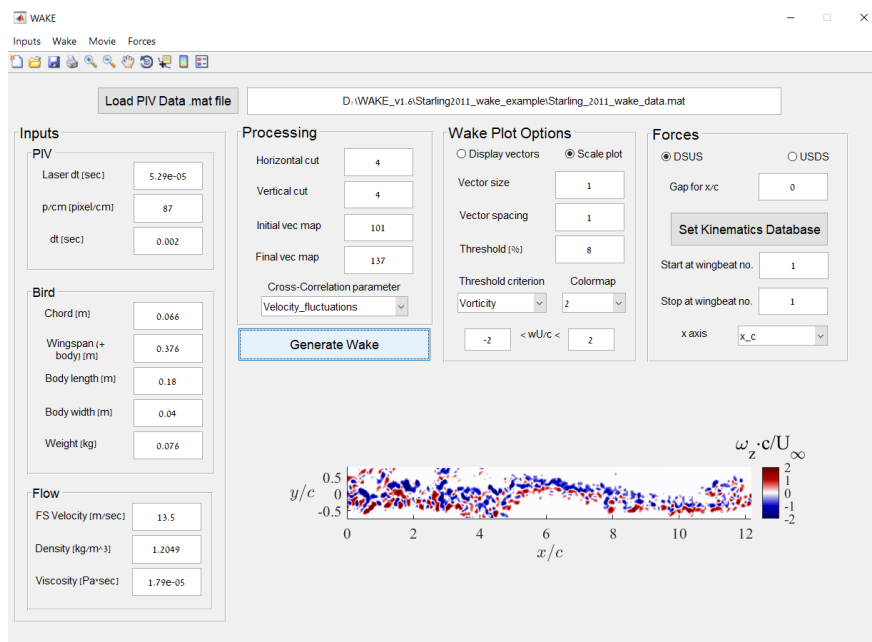 WAKE
Inputs Wake Movie Forces
Load PIV Data .mat file
D:\WAKE_v1.6\Starling2011_wake_example\Starling_2011_wake_data.mat
Inputs
PIV
Laser dt [sec] 5.29e-05
p/cm [pixel/cm] 87
dt [sec] 0.002
Bird
Chord [m] 0.066
Wingspan (+
body) [m] 0.376
Body length [m] 0.18
Body width [m] 0.04
Weight [kg] 0.076
Flow
FS Velocity [m/sec] 13.5
Density [kg/m^3] 1.2049
Viscosity [Pa*sec] 1.79e-05
Processing
Horizontal cut 4
Vertical cut 4
Initial vec map 101
Final vec map 137
Cross-Correlation parameter
Velocity_fluctuations
Generate Wake
Wake Plot Options
Display vectors Scale plot
Vector size 1
Vector spacing 1
Threshold [%] 8
Threshold criterion Colormap
Vorticity 2
-2 < wU/c < 2
Forces
DSUS USDS
Gap for x/c 0
Set Kinematics Database
Start at wingbeat no. 1
Stop at wingbeat no. 1
x axis x_c
ω_z·c/U_∞
y/c
0.5
0
-0.5
0 2 4 6 8 10 12
x/c
2
1
0
-1
-2